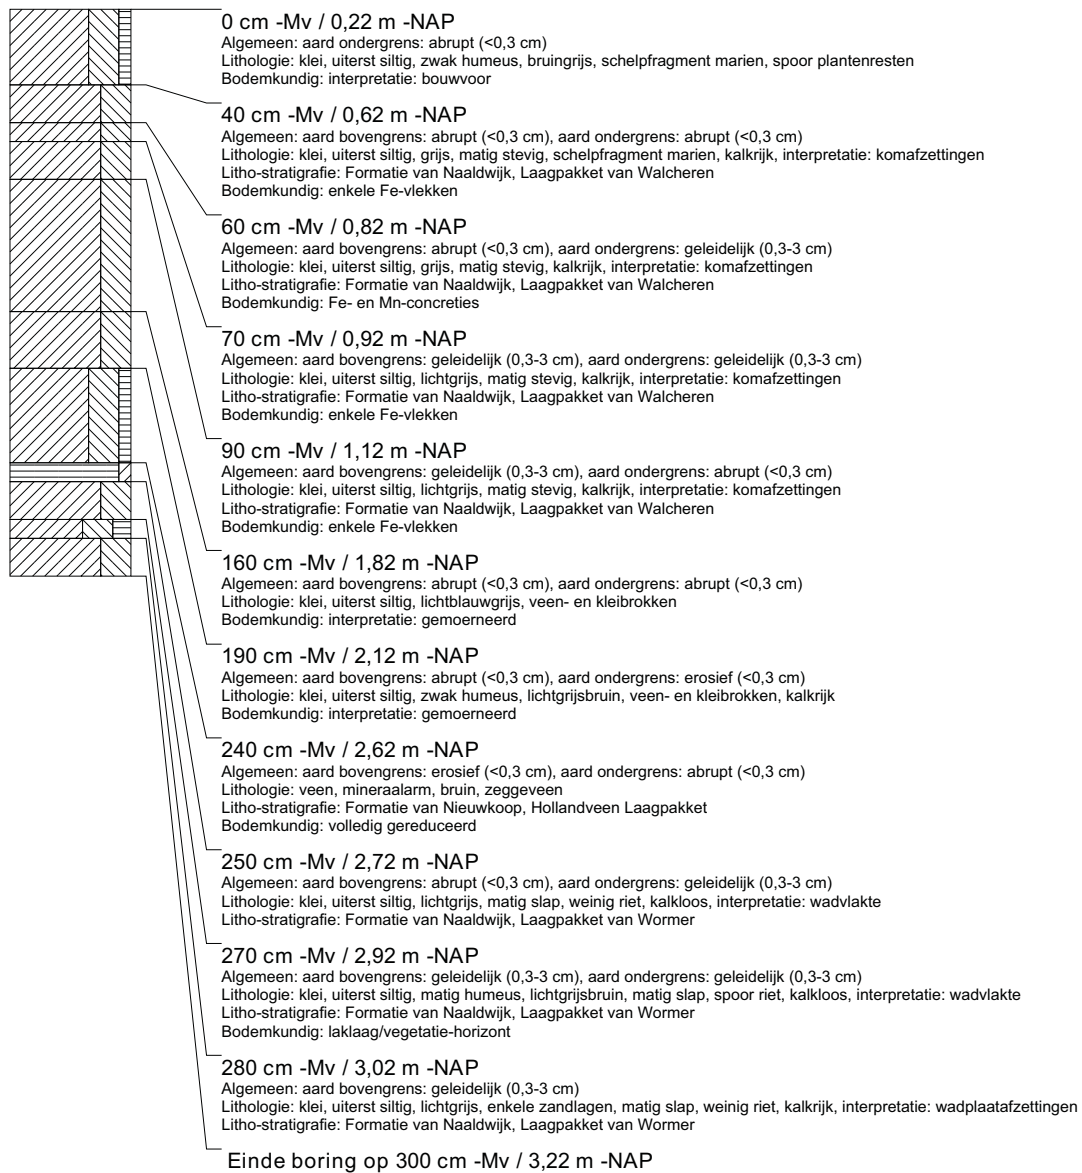 0 cm -Mv / 0,22 m -NAP
Algemeen: aard ondergrens: abrupt (<0,3 cm)
Lithologie: klei, uiterst siltig, zwak humeus, bruingrijs, schelpfragment marien, spoor plantenresten
Bodemkundig: interpretatie: bouwvoor
40 cm -Mv / 0,62 m -NAP
Algemeen: aard bovengrens: abrupt (<0,3 cm), aard ondergrens: abrupt (<0,3 cm)
Lithologie: klei, uiterst siltig, grijs, matig stevig, schelpfragment marien, kalkrijk, interpretatie: komafzettingen
Litho-stratigrafie: Formatie van Naaldwijk, Laagpakket van Walcheren
Bodemkundig: enkele Fe-vlekken
60 cm -Mv / 0,82 m -NAP
Algemeen: aard bovengrens: abrupt (<0,3 cm), aard ondergrens: geleidelijk (0,3-3 cm)
Lithologie: klei, uiterst siltig, grijs, matig stevig, kalkrijk, interpretatie: komafzettingen
Litho-stratigrafie: Formatie van Naaldwijk, Laagpakket van Walcheren
Bodemkundig: Fe- en Mn-concreties
70 cm -Mv / 0,92 m -NAP
Algemeen: aard bovengrens: geleidelijk (0,3-3 cm), aard ondergrens: geleidelijk (0,3-3 cm)
Lithologie: klei, uiterst siltig, lichtgrijs, matig stevig, kalkrijk, interpretatie: komafzettingen
Litho-stratigrafie: Formatie van Naaldwijk, Laagpakket van Walcheren
Bodemkundig: enkele Fe-vlekken
90 cm -Mv / 1,12 m -NAP
Algemeen: aard bovengrens: geleidelijk (0,3-3 cm), aard ondergrens: abrupt (<0,3 cm)
Lithologie: klei, uiterst siltig, lichtgrijs, matig stevig, kalkrijk, interpretatie: komafzettingen
Litho-stratigrafie: Formatie van Naaldwijk, Laagpakket van Walcheren
Bodemkundig: enkele Fe-vlekken
160 cm -Mv / 1,82 m -NAP
Algemeen: aard bovengrens: abrupt (<0,3 cm), aard ondergrens: abrupt (<0,3 cm)
Lithologie: klei, uiterst siltig, lichtblauwgrijs, veen- en kleibrokken
Bodemkundig: interpretatie: gemoerneerd
190 cm -Mv / 2,12 m -NAP
Algemeen: aard bovengrens: abrupt (<0,3 cm), aard ondergrens: erosief (<0,3 cm)
Lithologie: klei, uiterst siltig, zwak humeus, lichtgrijsbruin, veen- en kleibrokken, kalkrijk
Bodemkundig: interpretatie: gemoerneerd
240 cm -Mv / 2,62 m -NAP
Algemeen: aard bovengrens: erosief (<0,3 cm), aard ondergrens: abrupt (<0,3 cm)
Lithologie: veen, mineraalarm, bruin, zeggeveen
Litho-stratigrafie: Formatie van Nieuwkoop, Hollandveen Laagpakket
Bodemkundig: volledig gereduceerd
250 cm -Mv / 2,72 m -NAP
Algemeen: aard bovengrens: abrupt (<0,3 cm), aard ondergrens: geleidelijk (0,3-3 cm)
Lithologie: klei, uiterst siltig, lichtgrijs, matig slap, weinig riet, kalkloos, interpretatie: wadvlakte
Litho-stratigrafie: Formatie van Naaldwijk, Laagpakket van Wormer
270 cm -Mv / 2,92 m -NAP
Algemeen: aard bovengrens: geleidelijk (0,3-3 cm), aard ondergrens: geleidelijk (0,3-3 cm)
Lithologie: klei, uiterst siltig, matig humeus, lichtgrijsbruin, matig slap, spoor riet, kalkloos, interpretatie: wadvlakte
Litho-stratigrafie: Formatie van Naaldwijk, Laagpakket van Wormer
Bodemkundig: laklaag/vegetatie-horizont
280 cm -Mv / 3,02 m -NAP
Algemeen: aard bovengrens: geleidelijk (0,3-3 cm)
Lithologie: klei, uiterst siltig, lichtgrijs, enkele zandlagen, matig slap, weinig riet, kalkrijk, interpretatie: wadplaatafzettingen
Litho-stratigrafie: Formatie van Naaldwijk, Laagpakket van Wormer
Einde boring op 300 cm -Mv / 3,22 m -NAP